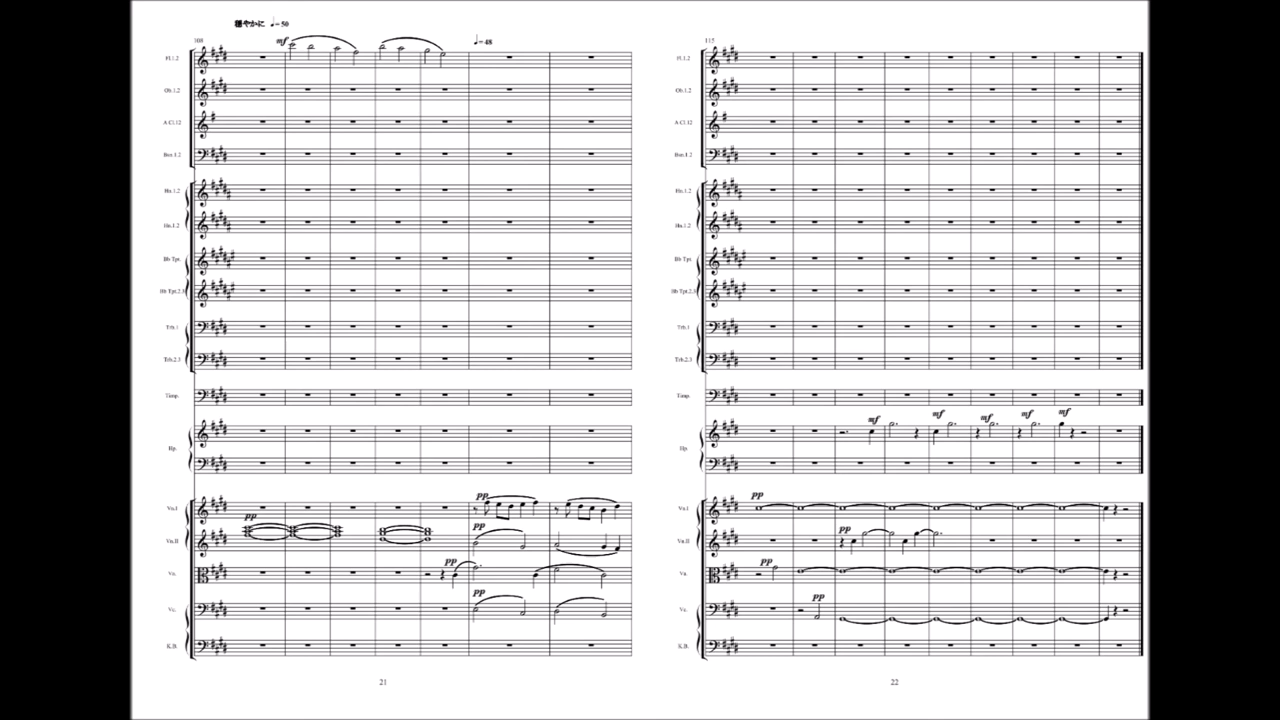 穏やかに ♩= 50
108
mf
♩= 48
Fl.1.2
Ob.1.2
A Cl.12
Bsn.1.2
Hn.1.2
Hn.1.2
Bb Tpt.
Bb Tpt.2.3
Trb.1
Trb.2.3
Timp.
Hp.
Vn.I
pp
pp
Vn.II
pp
Va.
pp
Vc.
pp
K.B.
21
115
Fl.1.2
Ob.1.2
A Cl.12
Bsn.1.2
Hn.1.2
Hn.1.2
Bb Tpt.
Bb Tpt.2.3
Trb.1
Trb.2.3
Timp.
mf mf mf mf mf
Hp.
pp
Vn.I
pp
Vn.II
pp
Va.
pp
Vc.
K.B.
22